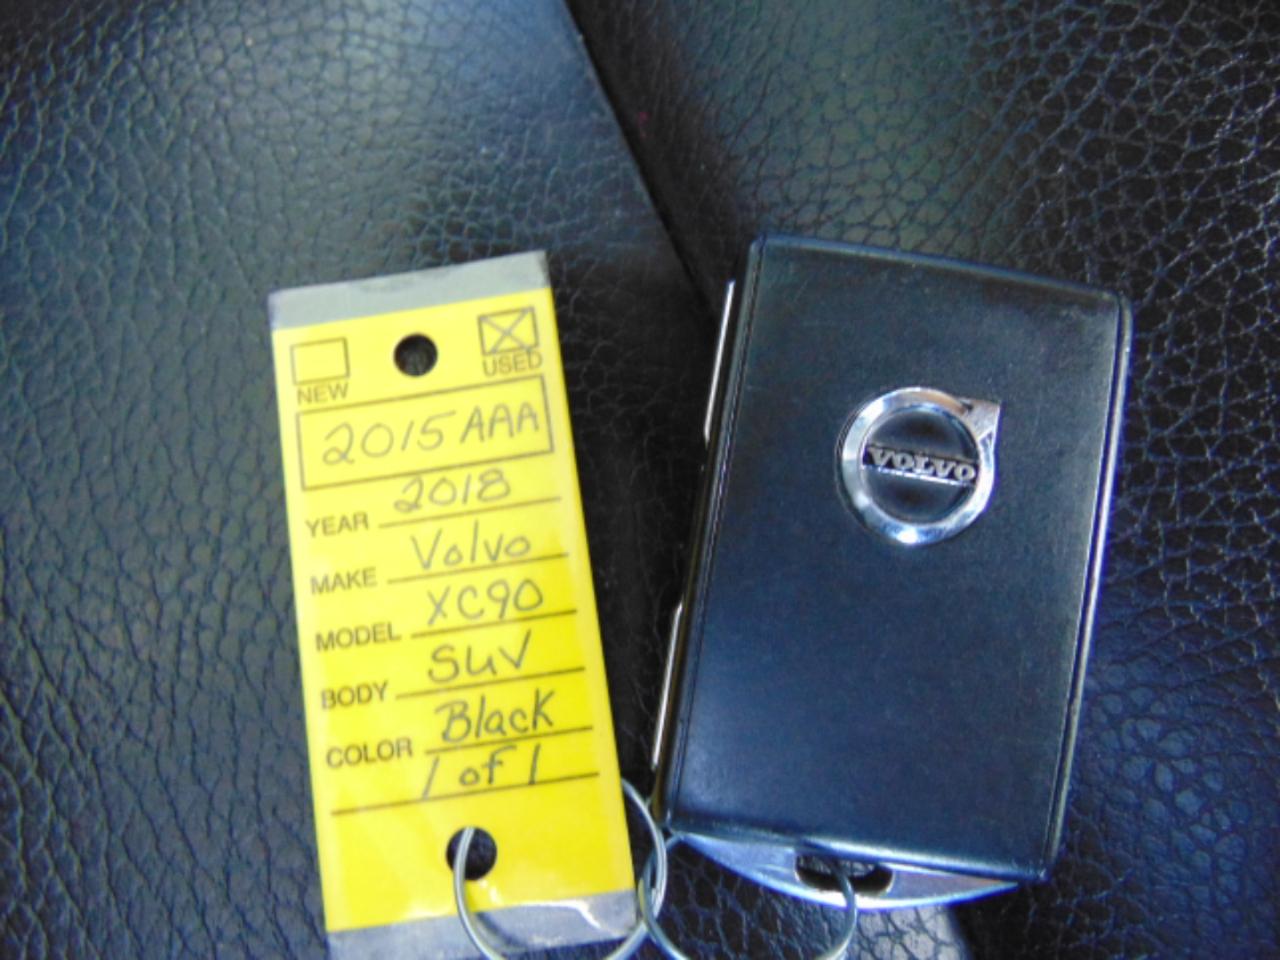 NEW
USED
2015AAA
YEAR 2018
MAKE Volvo
MODEL XC90
BODY SUV
COLOR Black
1 of 1
VOLVO